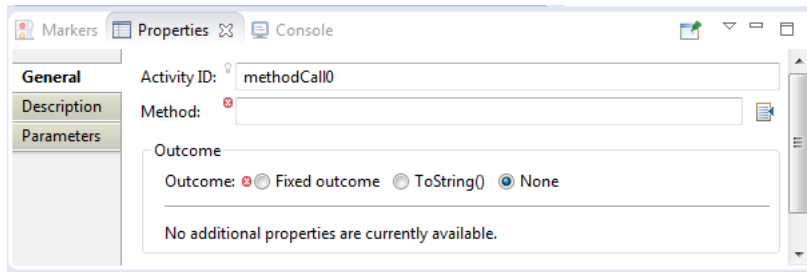 Markers Properties Console
General
Activity ID: methodCall0
Description
Method:
Parameters
Outcome
Outcome: Fixed outcome ToString() None
No additional properties are currently available.